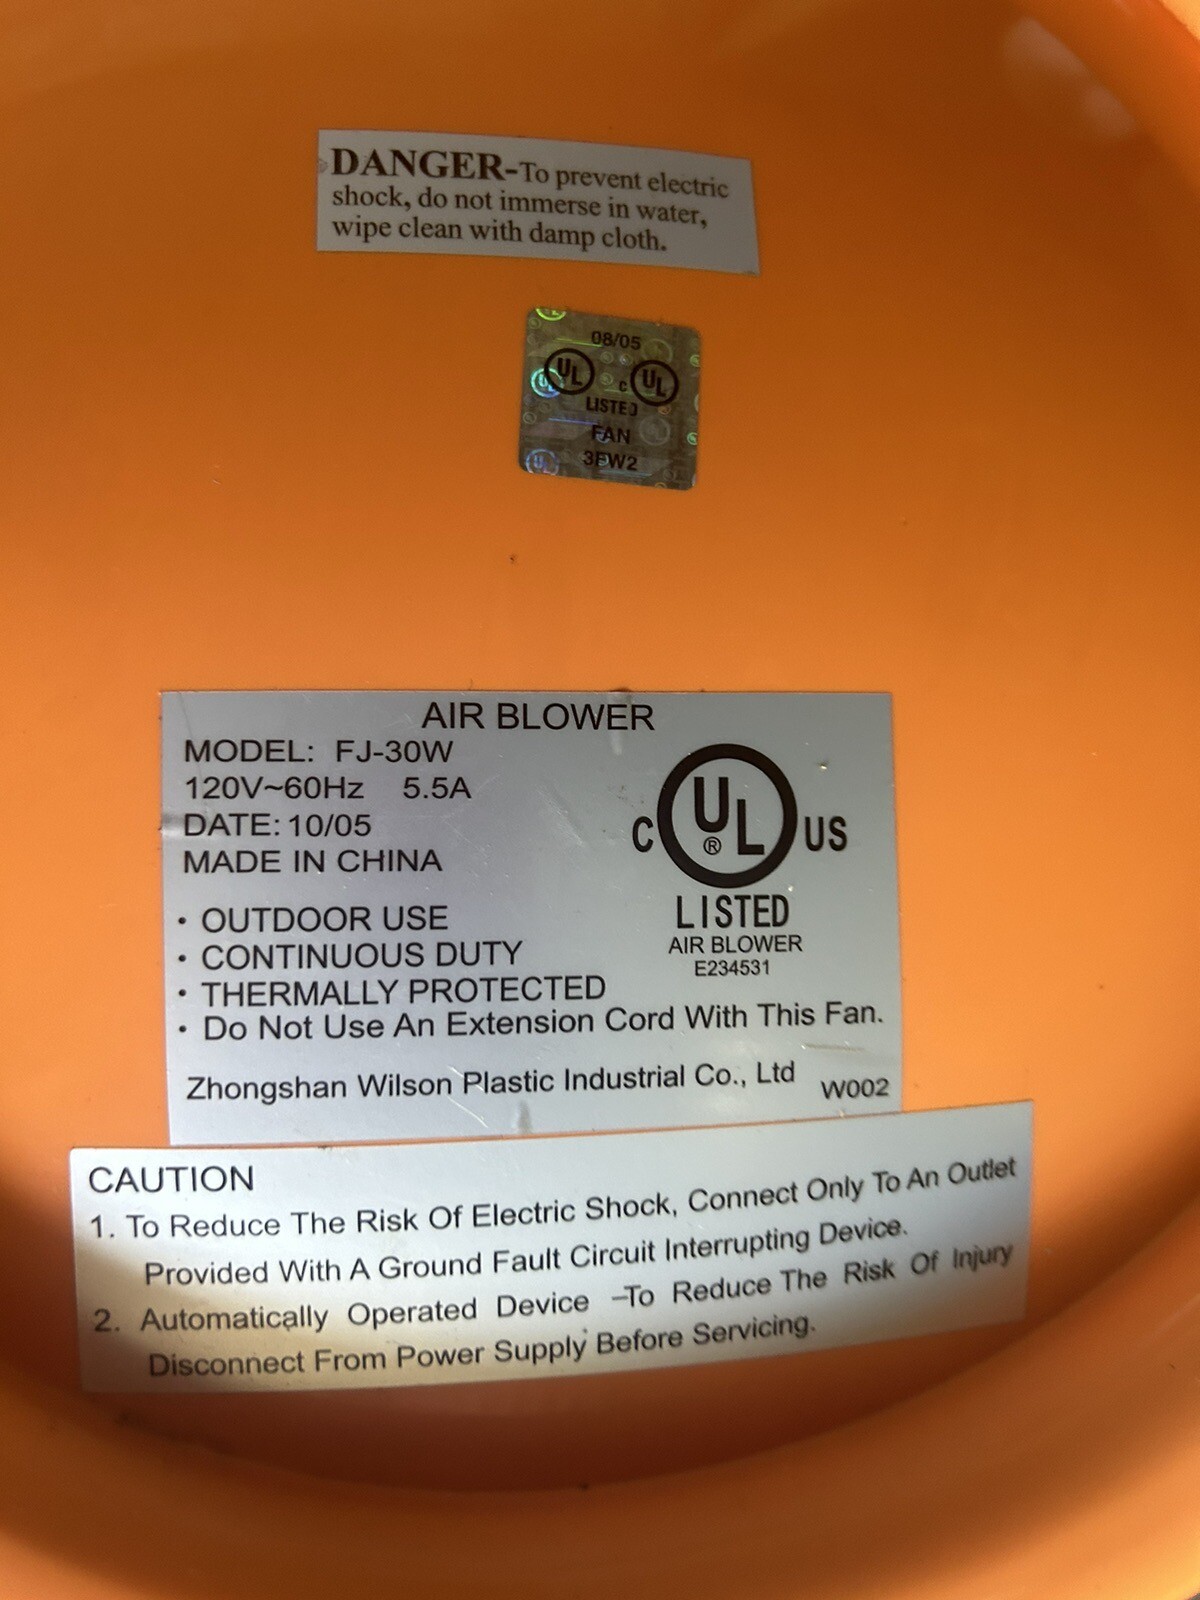 DANGER-To prevent electric
shock, do not immerse in water,
wipe clean with damp cloth.
08/05
UL c UL
LISTED
FAN
3FW2
AIR BLOWER
MODEL: FJ-30W
120V~60Hz 5.5A
DATE: 10/05
MADE IN CHINA
C UL ® US
LISTED
AIR BLOWER
E234531
· OUTDOOR USE
· CONTINUOUS DUTY
· THERMALLY PROTECTED
· Do Not Use An Extension Cord With This Fan.
Zhongshan Wilson Plastic Industrial Co., Ltd W002
CAUTION
1. To Reduce The Risk Of Electric Shock, Connect Only To An Outlet
Provided With A Ground Fault Circuit Interrupting Device.
2. Automatically Operated Device –To Reduce The Risk Of Injury
Disconnect From Power Supply Before Servicing.